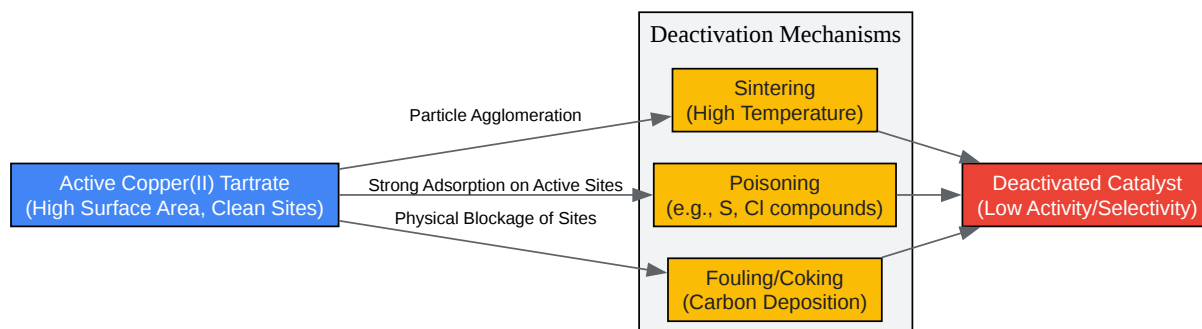 Deactivation Mechanisms
Sintering
(High Temperature)
Particle Agglomeration
Active Copper(II) Tartrate
(High Surface Area, Clean Sites)
Strong Adsorption on Active Sites
Poisoning
(e.g., S, Cl compounds)
Deactivated Catalyst
(Low Activity/Selectivity)
Physical Blockage of Sites
Fouling/Coking
(Carbon Deposition)